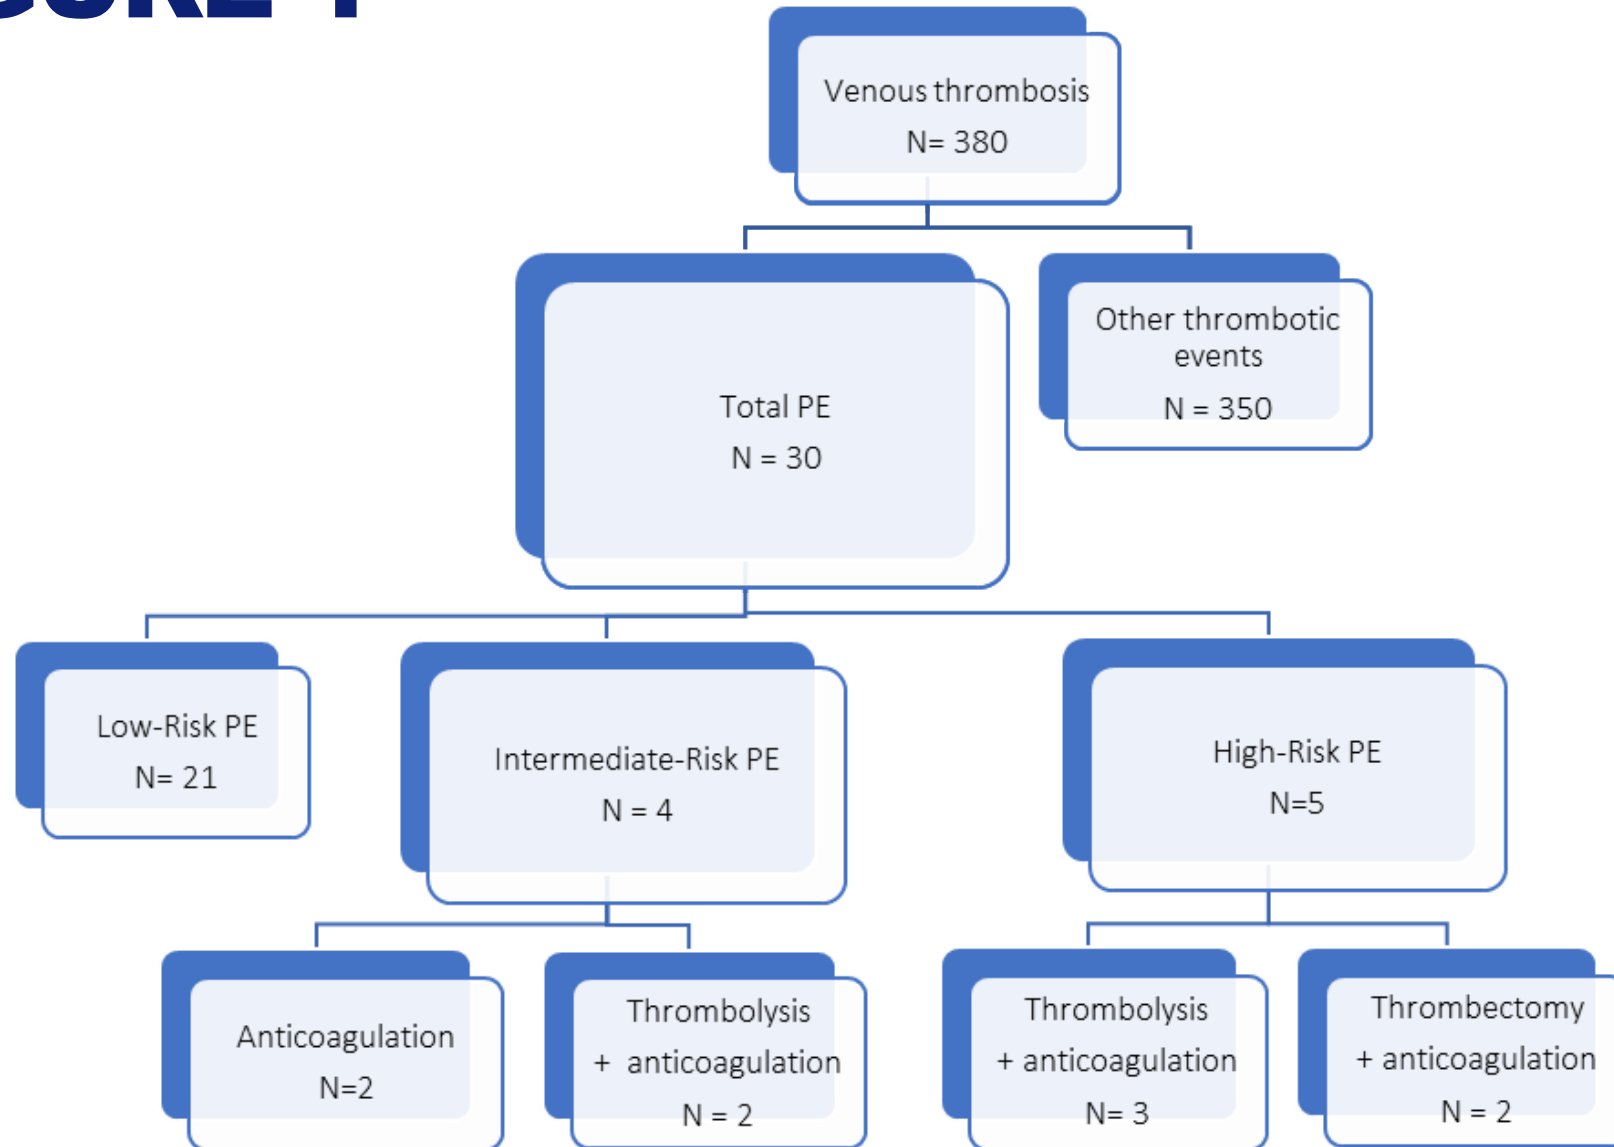 Venous thrombosis
N= 380
Total PE
N = 30
Other thrombotic
events
N = 350
Low-Risk PE
N= 21
Intermediate-Risk PE
N = 4
High-Risk PE
N=5
Anticoagulation
N=2
Thrombolysis
+ anticoagulation
N = 2
Thrombolysis
+ anticoagulation
N= 3
Thrombectomy
+ anticoagulation
N = 2